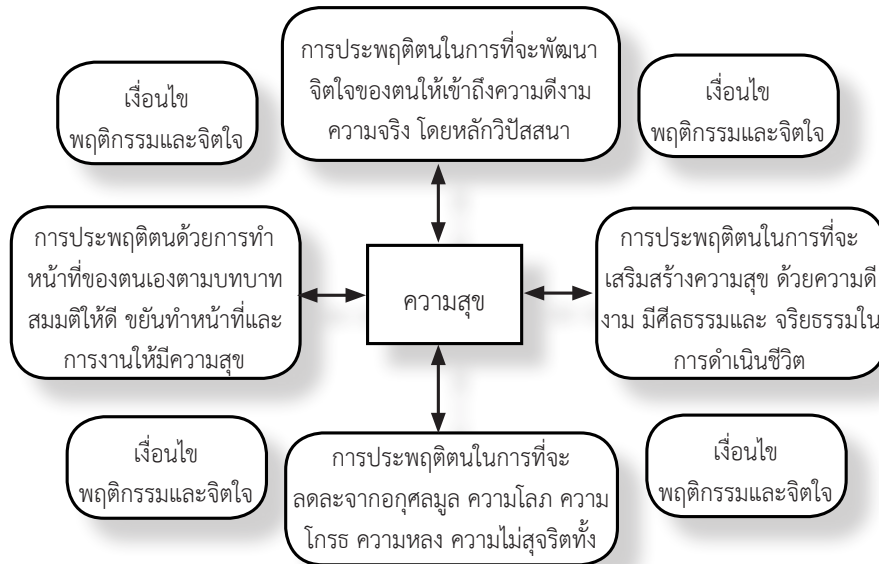 การประพฤติตนในการที่จะพัฒนา
จิตใจของตนให้เข้าถึงความดีงาม
ความจริง โดยหลักวิปัสสนา
เงื่อนไข
พฤติกรรมและจิตใจ
เงื่อนไข
พฤติกรรมและจิตใจ
การประพฤติตนด้วยการทำ
หน้าที่ของตนเองตามบทบาท
สมมติให้ดี ขยันทำหน้าที่และ
การงานให้มีความสุข
ความสุข
การประพฤติตนในการที่จะ
เสริมสร้างความสุข ด้วยความดี
งาม มีศีลธรรมและ จริยธรรมใน
การดำเนินชีวิต
เงื่อนไข
พฤติกรรมและจิตใจ
การประพฤติตนในการที่จะ
ลดละจากอกุศลมูล ความโลภ ความ
โกรธ ความหลง ความไม่สุจริตทั้ง
เงื่อนไข
พฤติกรรมและจิตใจ